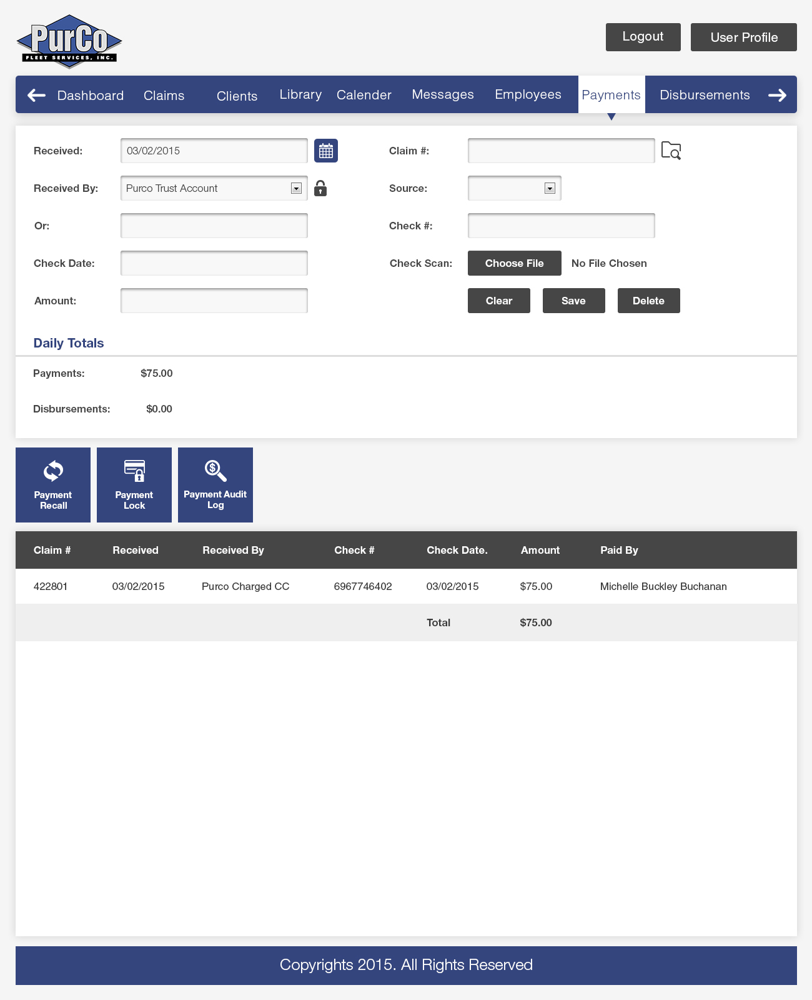 PurCo
FLEET SERVICES, INC.
Logout User Profile
Dashboard Claims Clients Library Calender Messages Employees Payments Disbursements
Received: 03/02/2015 Claim #:
Received By: Purco Trust Account Source:
Or: Check #:
Check Date: Check Scan: Choose File No File Chosen
Amount: Clear Save Delete
Daily Totals
Payments: $75.00
Disbursements: $0.00
Payment
Recall
Payment
Lock
Payment Audit
Log
Claim # Received Received By Check # Check Date. Amount Paid By
422801 03/02/2015 Purco Charged CC 6967746402 03/02/2015 $75.00 Michelle Buckley Buchanan
Total $75.00
Copyrights 2015. All Rights Reserved